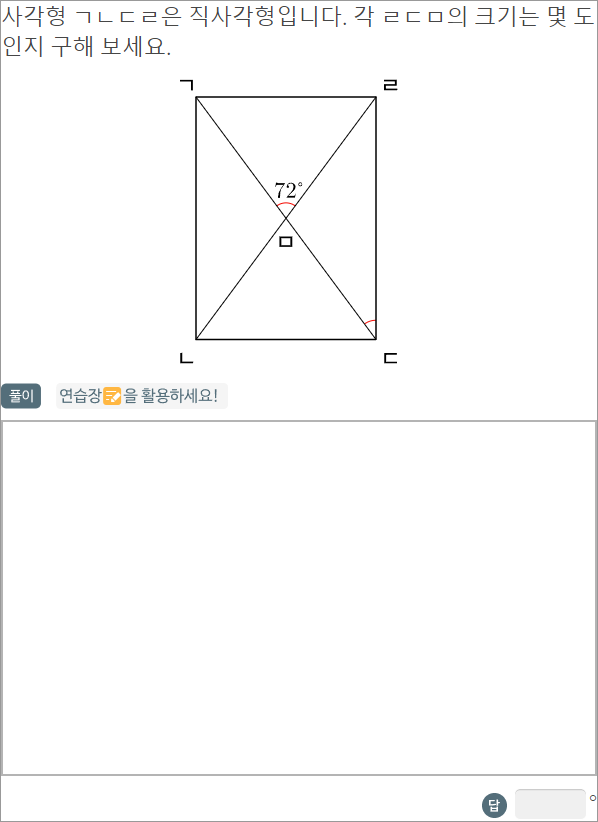 사각형 ㄱㄴㄷㄹ은 직사각형입니다. 각 ㄹㄷㅁ의 크기는 몇 도
인지 구해 보세요.
ㄱ ㄹ
72°
ㅁ
ㄴ ㄷ
풀이 연습장을 활용하세요!
답 °